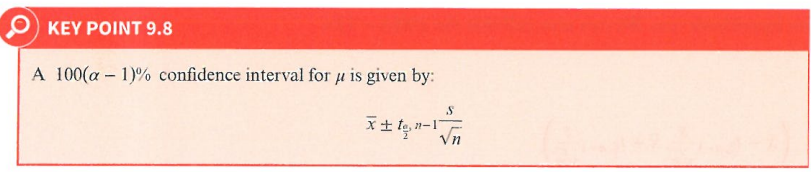 KEY POINT 9.8
A 100(α − 1)% confidence interval for μ is given by:
x̄ ± t_{α/2, n−1} s/√n